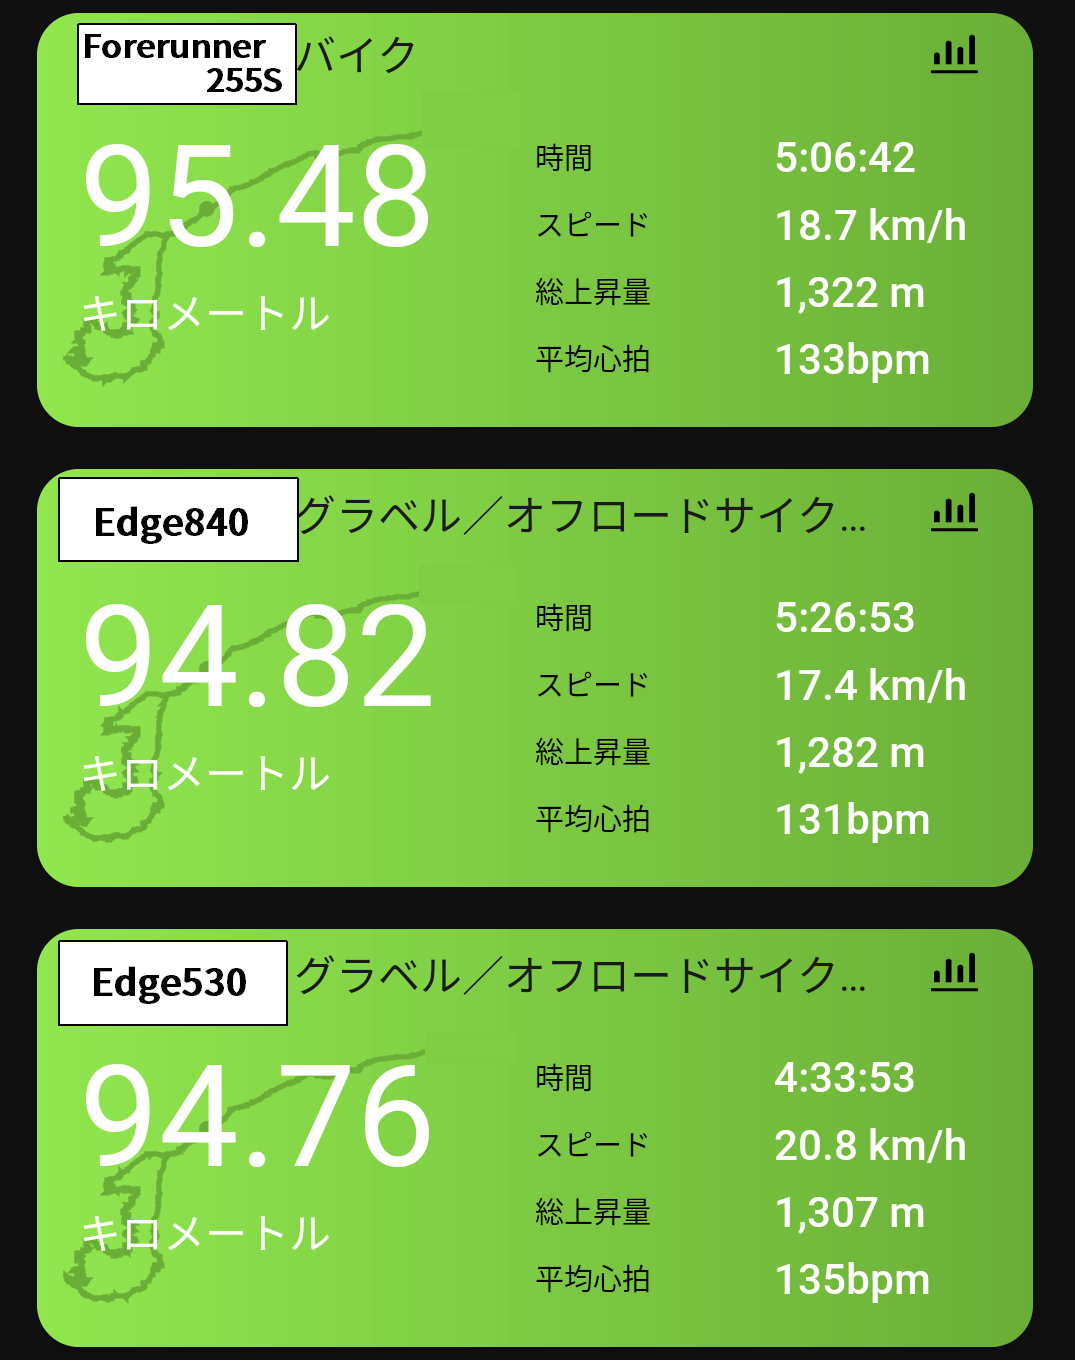 Forerunner
255S
バイク
95.48
キロメートル
時間 5:06:42
スピード 18.7 km/h
総上昇量 1,322 m
平均心拍 133bpm
Edge840
グラベル／オフロードサイク...
94.82
キロメートル
時間 5:26:53
スピード 17.4 km/h
総上昇量 1,282 m
平均心拍 131bpm
Edge530
グラベル／オフロードサイク...
94.76
キロメートル
時間 4:33:53
スピード 20.8 km/h
総上昇量 1,307 m
平均心拍 135bpm